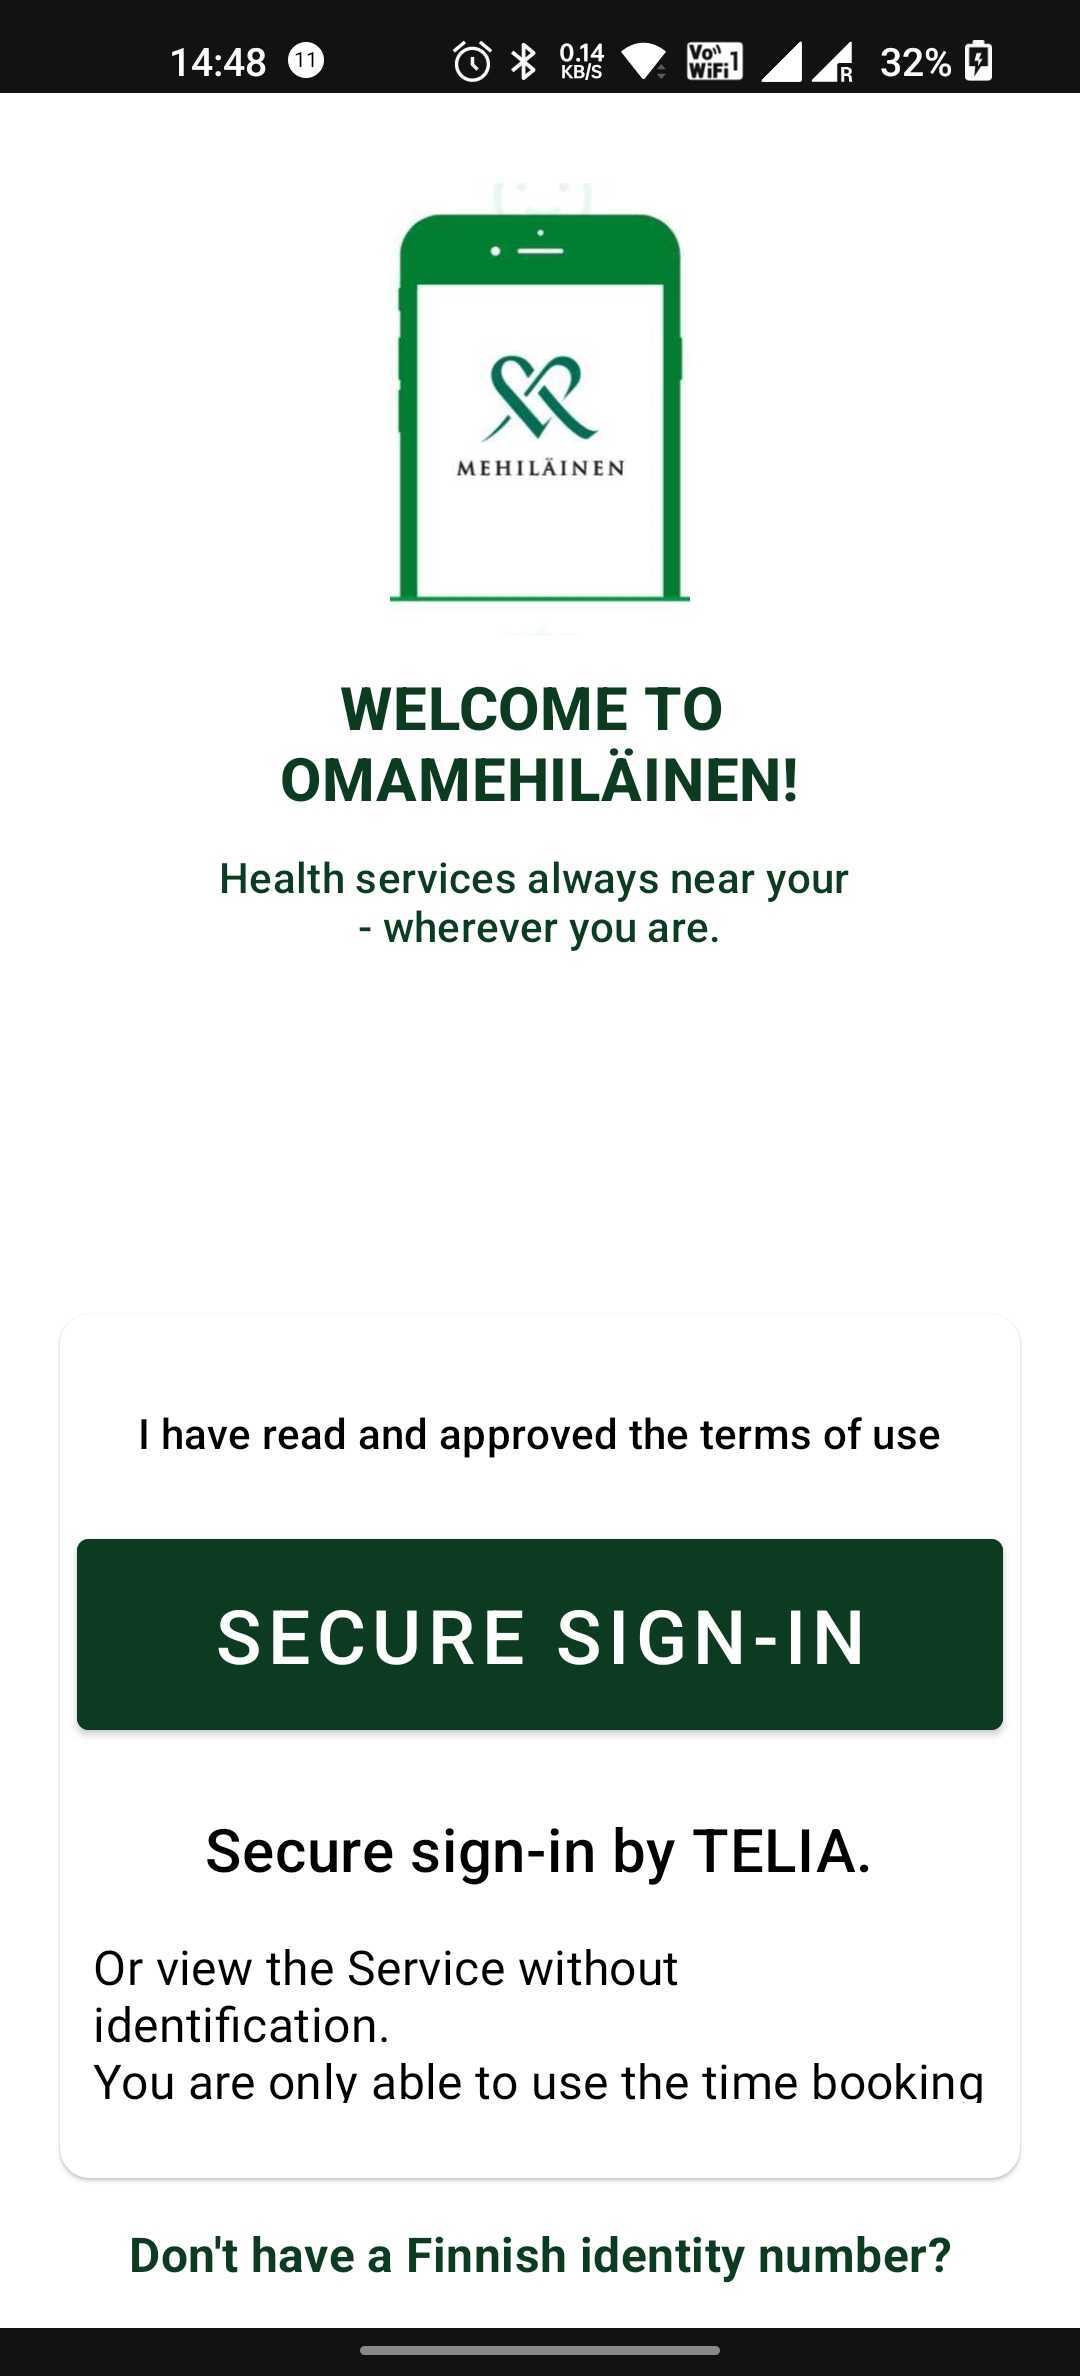 14:48 11 0.14 KB/S Vo)) WiFi 1 R 32%
MEHILÄINEN
WELCOME TO
OMAMEHILÄINEN!
Health services always near your
- wherever you are.
I have read and approved the terms of use
SECURE SIGN-IN
Secure sign-in by TELIA.
Or view the Service without
identification.
You are only able to use the time booking
Don't have a Finnish identity number?